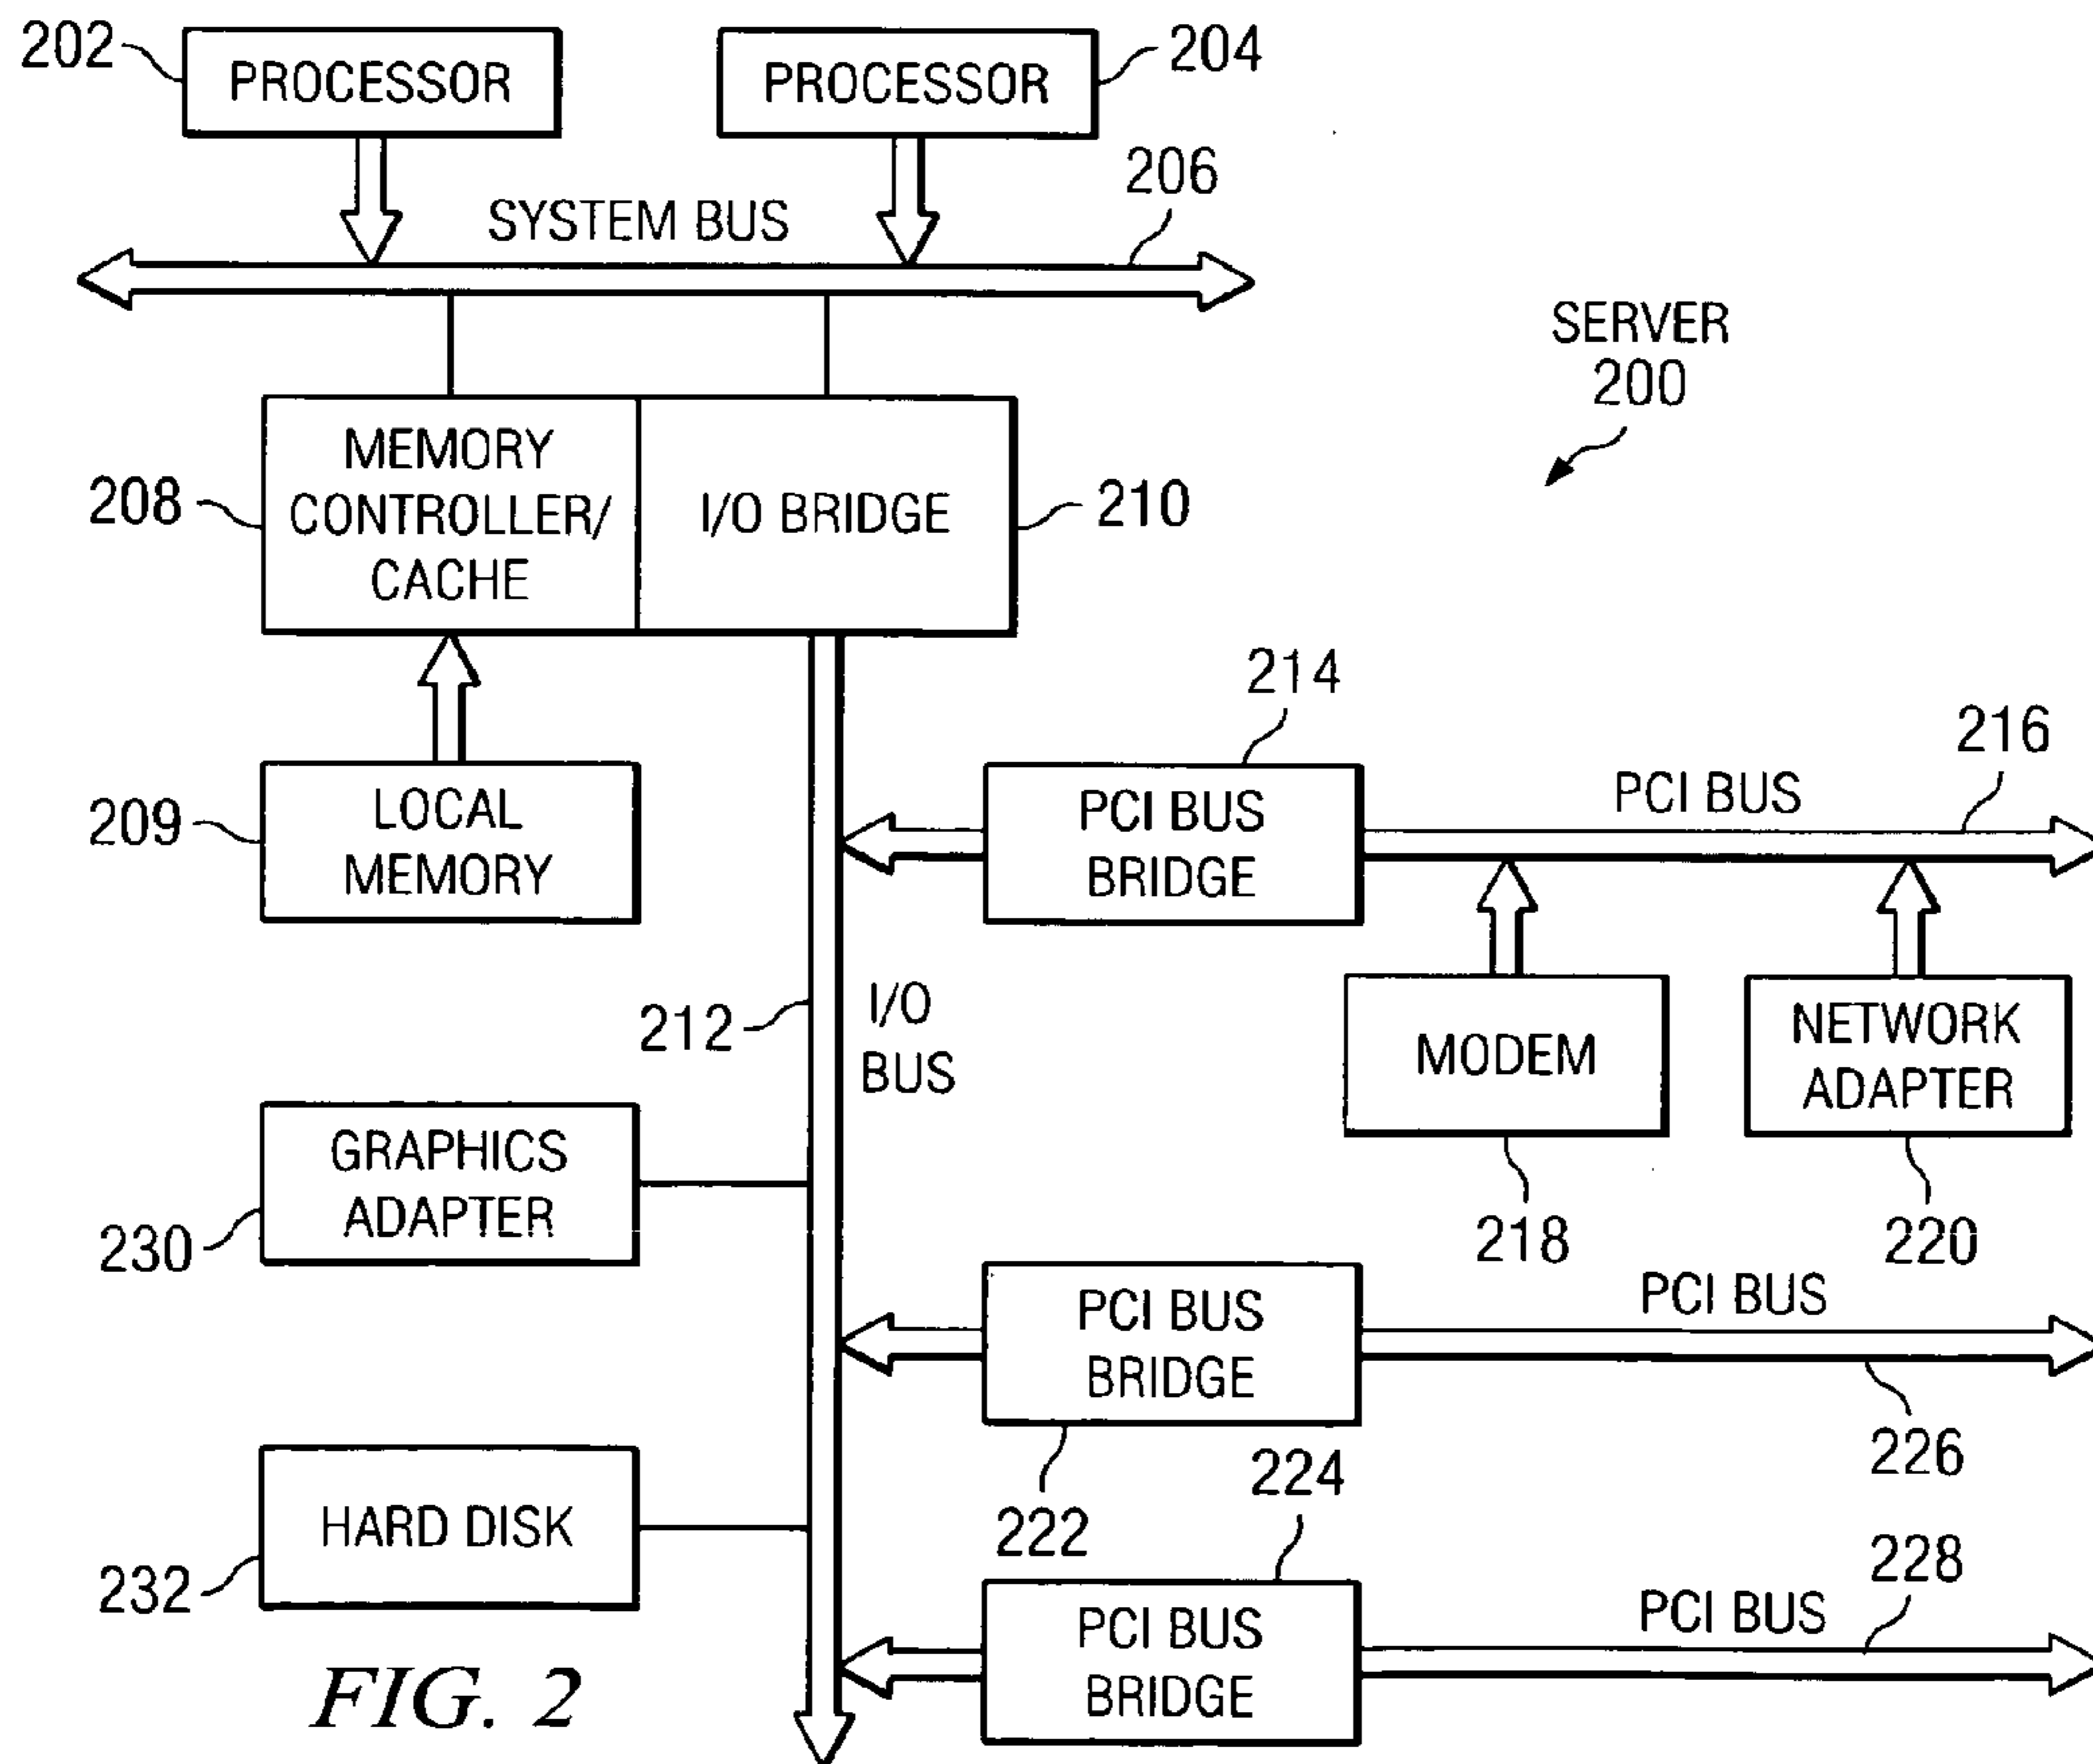 202
PROCESSOR
PROCESSOR
204
206
SYSTEM BUS
SERVER
200
208
MEMORY
CONTROLLER/
CACHE
I/O BRIDGE
210
209
LOCAL
MEMORY
214
PCI BUS
BRIDGE
PCI BUS
216
212
I/O
BUS
MODEM
218
NETWORK
ADAPTER
220
230
GRAPHICS
ADAPTER
PCI BUS
BRIDGE
222
PCI BUS
226
232
HARD DISK
224
PCI BUS
BRIDGE
PCI BUS
228
FIG. 2